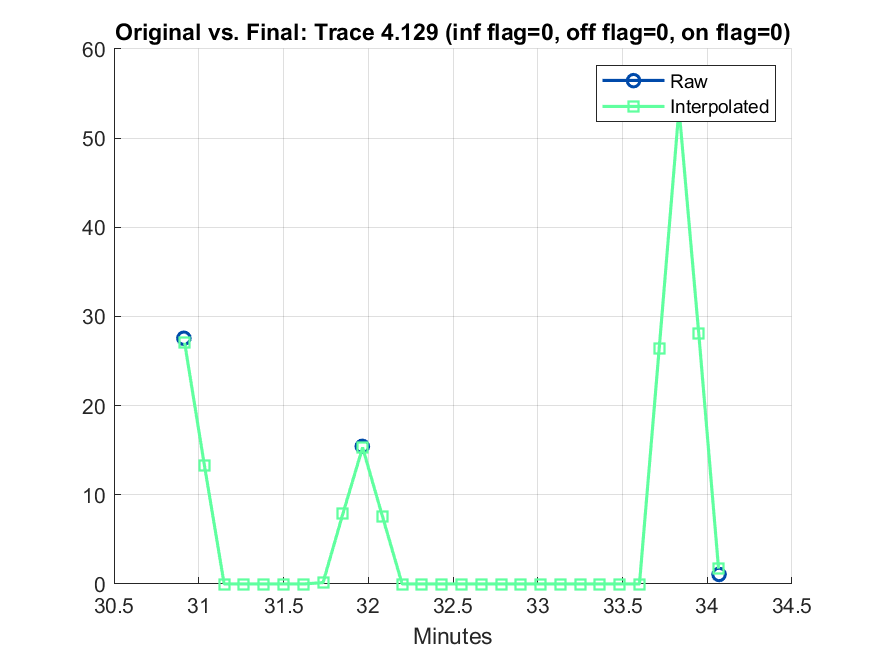 Original vs. Final: Trace 4.129 (inf flag=0, off flag=0, on flag=0)
60
50
40
30
20
10
0
Raw
Interpolated
30.5 31 31.5 32 32.5 33 33.5 34 34.5
Minutes